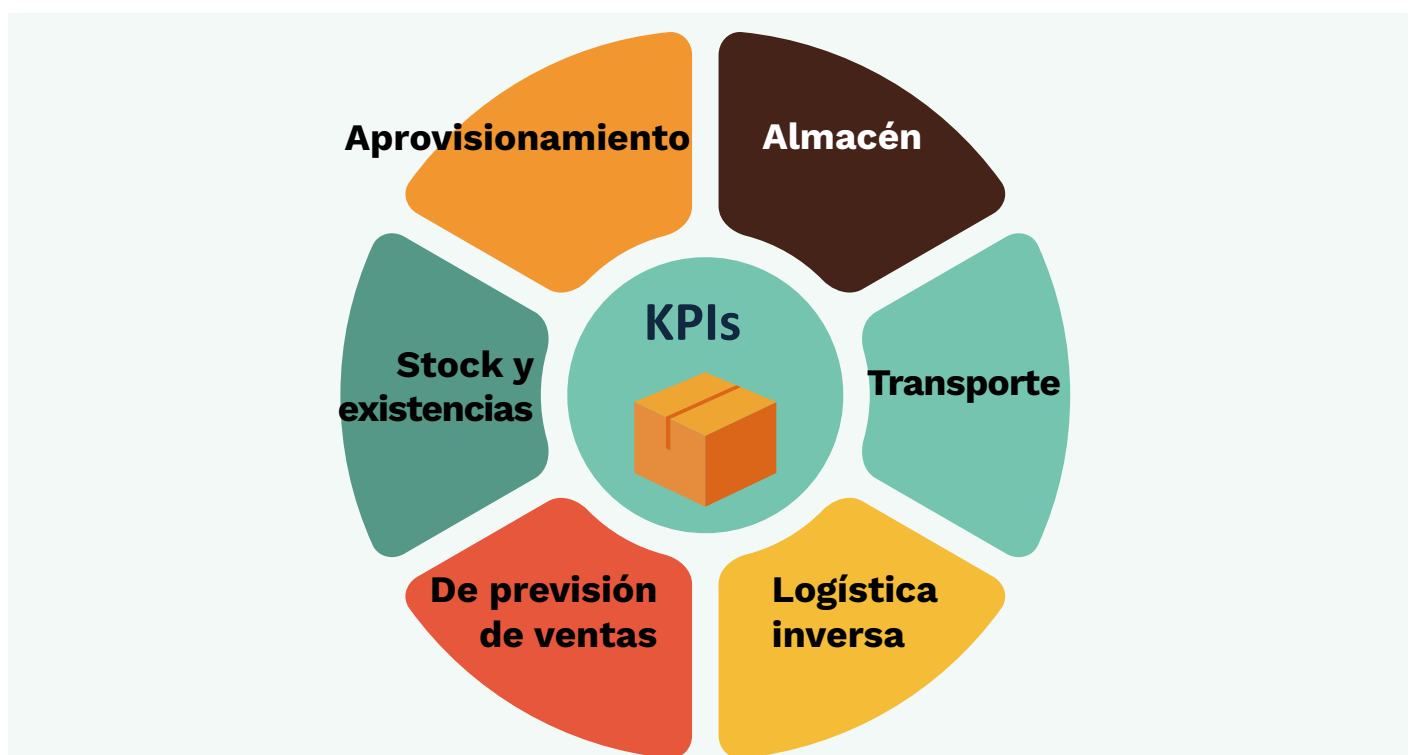 Aprovisionamiento
Almacén
KPIs
Stock y
existencias
Transporte
De previsión
de ventas
Logística
inversa